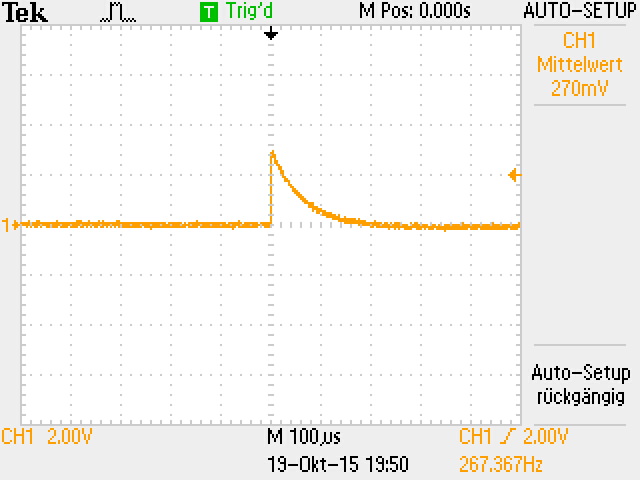 Tek T Trig'd M Pos: 0.000s AUTO-SETUP
CH1
Mittelwert
270mV
1
Auto-Setup
rückgängig
CH1 2.00V M 100µs CH1 2.00V
19-Okt-15 19:50 267.367Hz